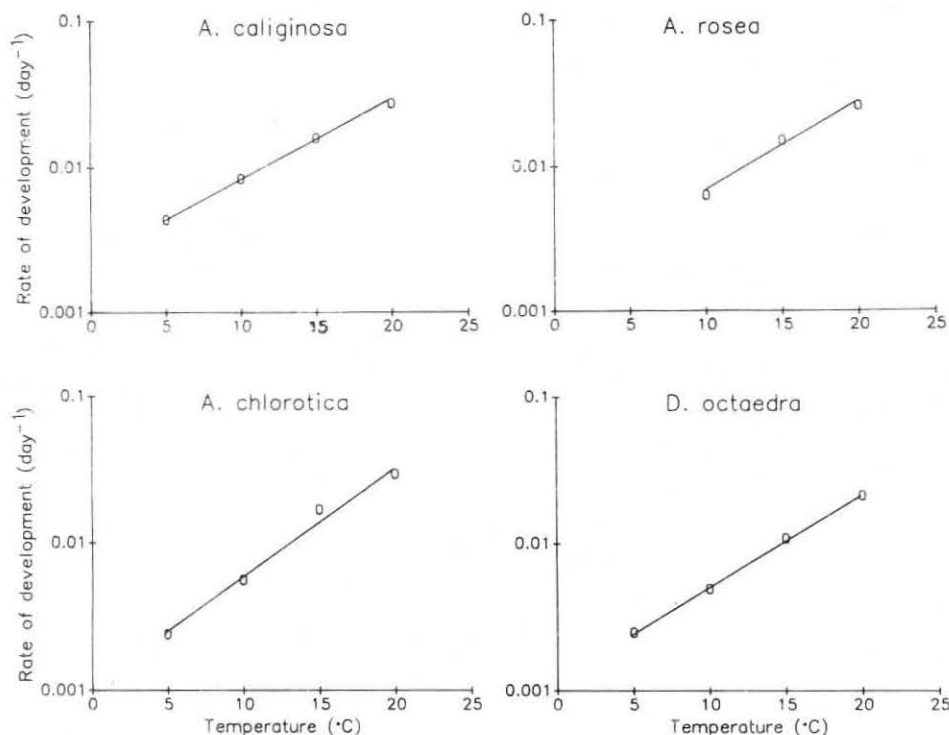 A. caliginosa
0.1
0.01
0.001
0 5 10 15 20 25
Rate of development (day⁻¹)
A. rosea
0.1
0.01
0.001
0 5 10 15 20 25
A. chlorotica
0.1
0.01
0.001
0 5 10 15 20 25
Rate of development (day⁻¹)
Temperature (°C)
D. octaedra
0.1
0.01
0.001
0 5 10 15 20 25
Temperature (°C)